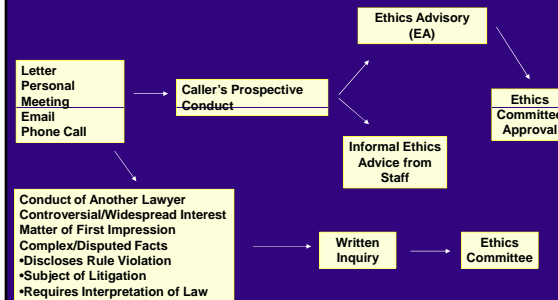 Ethics Advisory
(EA)
Letter
Personal
Meeting
Email
Phone Call
Caller's Prospective
Conduct
Ethics
Committee
Approval
Informal Ethics
Advice from
Staff
Conduct of Another Lawyer
Controversial/Widespread Interest
Matter of First Impression
Complex/Disputed Facts
•Discloses Rule Violation
•Subject of Litigation
•Requires Interpretation of Law
Written
Inquiry
Ethics
Committee